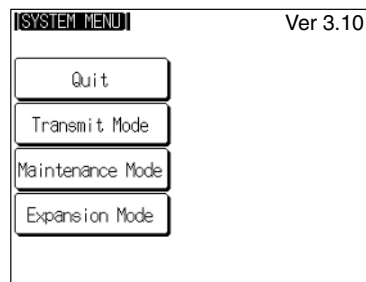 [SYSTEM MENU] Ver 3.10
Quit
Transmit Mode
Maintenance Mode
Expansion Mode